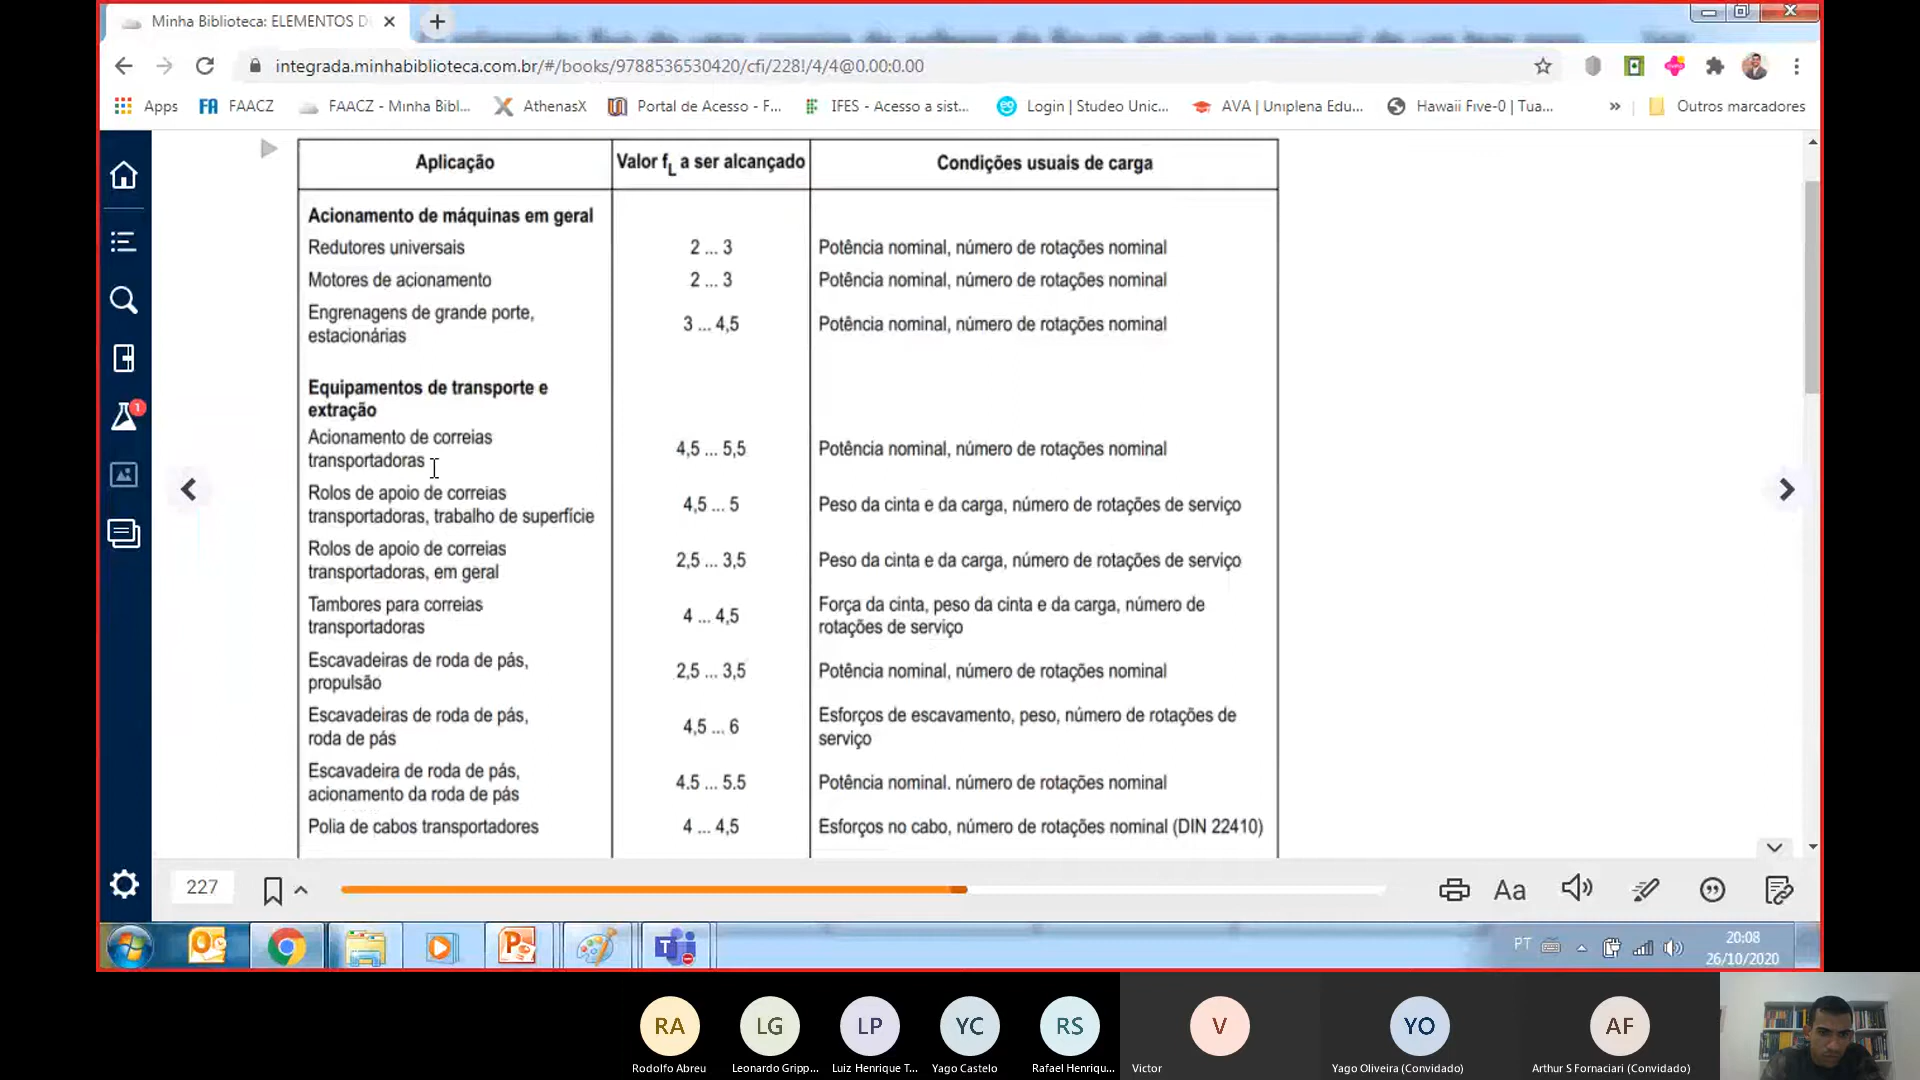 Minha Biblioteca: ELEMENTOS D
integrada.minhabiblioteca.com.br/#/books/9788536530420/cfi/228!/4/4@0.00:0.00
Apps
FAACZ
FAACZ - Minha Bibl...
AthenasX
Portal de Acesso - F...
IFES - Acesso a sist...
Login | Studeo Unic...
AVA | Uniplena Edu...
Hawaii Five-0 | Tua...
»
Outros marcadores
Aplicação
Valor fL a ser alcançado
Condições usuais de carga
Acionamento de máquinas em geral
Redutores universais
2 ... 3
Potência nominal, número de rotações nominal
Motores de acionamento
2 ... 3
Potência nominal, número de rotações nominal
Engrenagens de grande porte,
estacionárias
3 ... 4,5
Potência nominal, número de rotações nominal
Equipamentos de transporte e
extração
Acionamento de correias
transportadoras
4,5 ... 5,5
Potência nominal, número de rotações nominal
Rolos de apoio de correias
transportadoras, trabalho de superfície
4,5 ... 5
Peso da cinta e da carga, número de rotações de serviço
Rolos de apoio de correias
transportadoras, em geral
2,5 ... 3,5
Peso da cinta e da carga, número de rotações de serviço
Tambores para correias
transportadoras
4 ... 4,5
Força da cinta, peso da cinta e da carga, número de
rotações de serviço
Escavadeiras de roda de pás,
propulsão
2,5 ... 3,5
Potência nominal, número de rotações nominal
Escavadeiras de roda de pás,
roda de pás
4,5 ... 6
Esforços de escavamento, peso, número de rotações de
serviço
Escavadeira de roda de pás,
acionamento da roda de pás
4.5 ... 5.5
Potência nominal. número de rotações nominal
Polia de cabos transportadores
4 ... 4,5
Esforços no cabo, número de rotações nominal (DIN 22410)
1
227
Aa
PT
20:08
26/10/2020
RA
LG
LP
YC
RS
V
YO
AF
Rodolfo Abreu
Leonardo Gripp...
Luiz Henrique T...
Yago Castelo
Rafael Henriqu...
Victor
Yago Oliveira (Convidado)
Arthur S Fornaciari (Convidado)